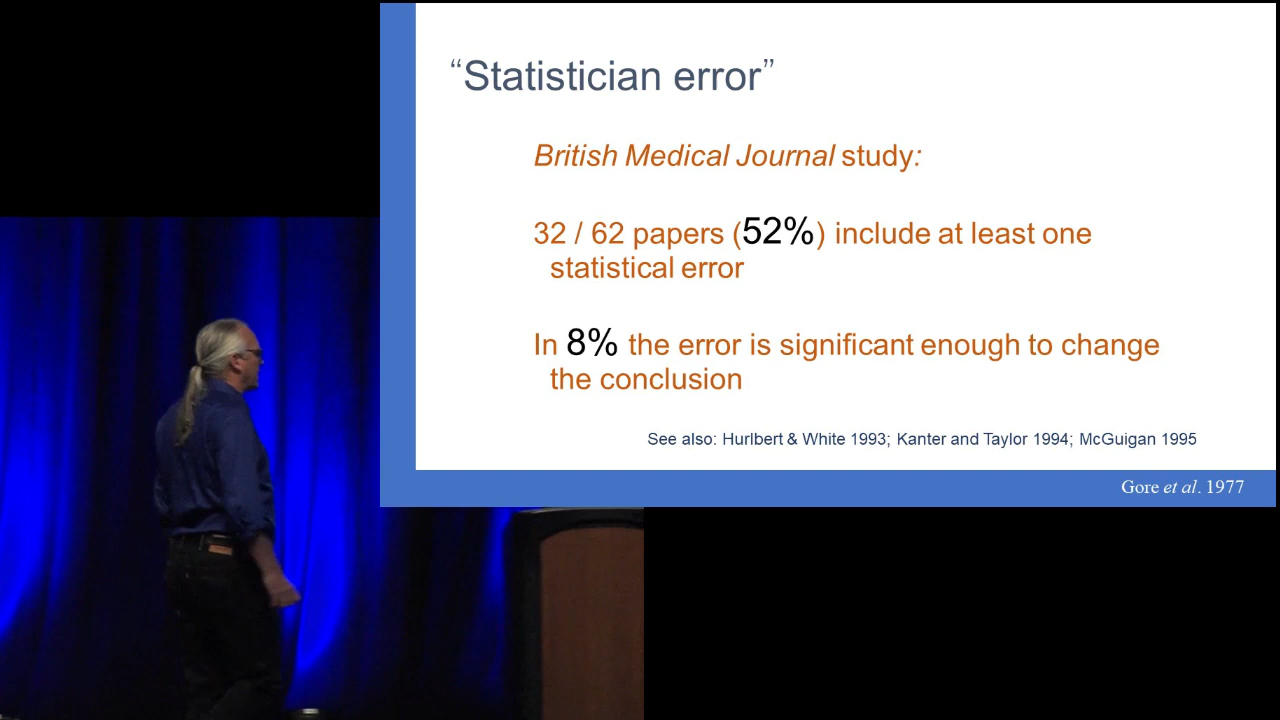 “Statistician error”
British Medical Journal study:
32 / 62 papers (52%) include at least one
statistical error
In 8% the error is significant enough to change
the conclusion
See also: Hurlbert & White 1993; Kanter and Taylor 1994; McGuigan 1995
Gore et al. 1977